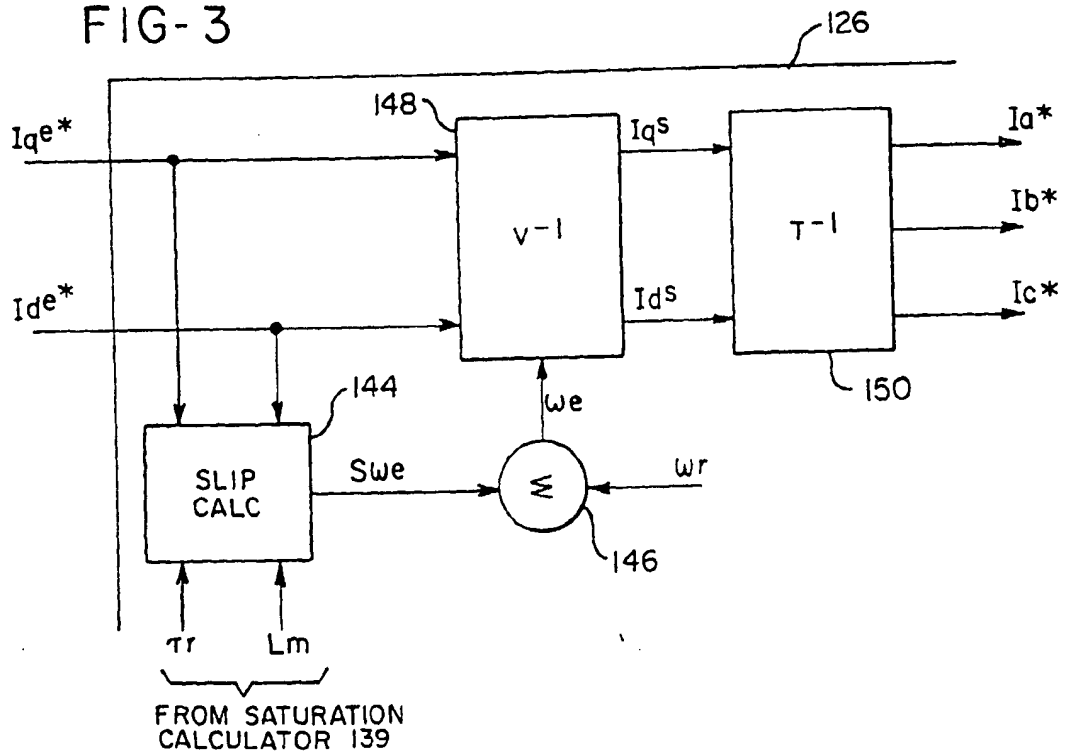 FIG-3
126
148
Iqe*
Iqs
Ia*
V-1
T-1
Ib*
Ide*
Ids
Ic*
144
150
ωe
SLIP
CALC
Sωe
Σ
ωr
146
τr
Lm
FROM SATURATION
CALCULATOR 139